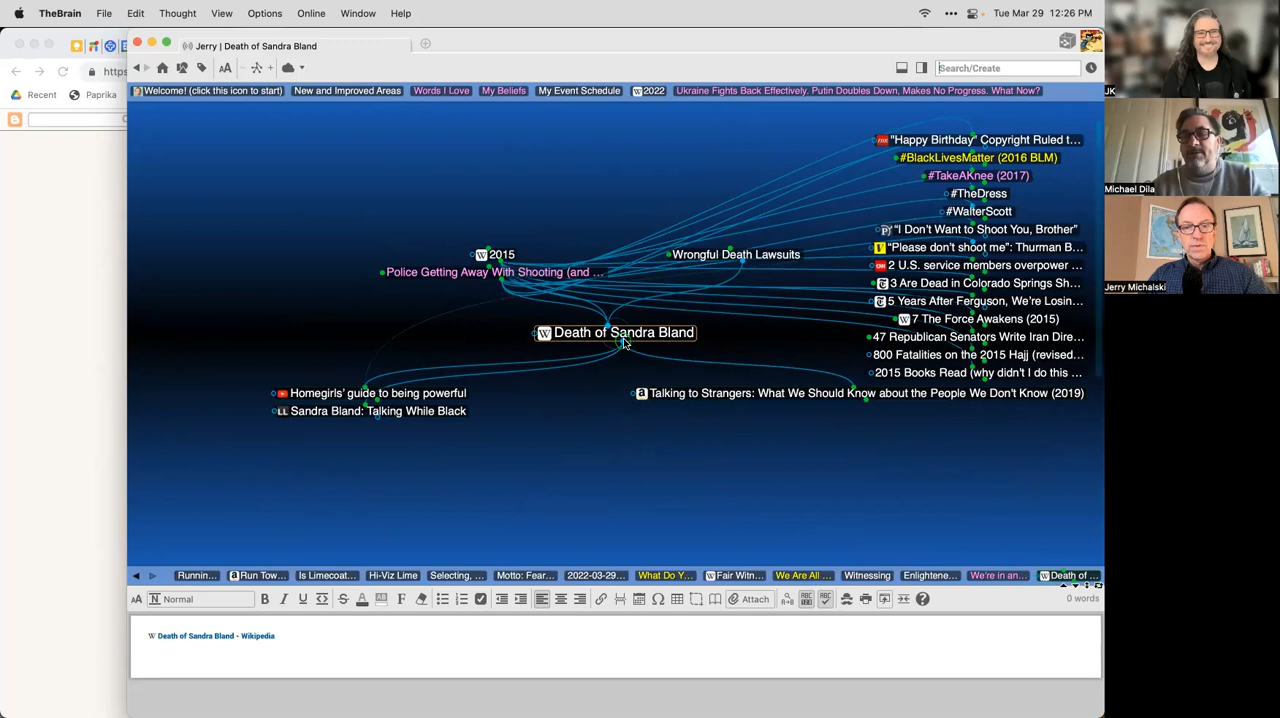 TheBrain File Edit Thought View Options Online Window Help Tue Mar 29 12:26 PM
Jerry | Death of Sandra Bland
https
Search/Create
Recent Paprika
Welcome! (click this icon to start) New and Improved Areas Words I Love My Beliefs My Event Schedule W 2022 Ukraine Fights Back Effectively. Putin Doubles Down, Makes No Progress. What Now?
JK
"Happy Birthday" Copyright Ruled t...
#BlackLivesMatter (2016 BLM)
#TakeAKnee (2017)
#TheDress
#WalterScott
"I Don't Want to Shoot You, Brother"
"Please don't shoot me": Thurman B...
2 U.S. service members overpower ...
3 Are Dead in Colorado Springs Sh...
5 Years After Ferguson, We're Losin...
W 7 The Force Awakens (2015)
47 Republican Senators Write Iran Dire...
800 Fatalities on the 2015 Hajj (revised...
2015 Books Read (why didn't I do this ...
W 2015
Police Getting Away With Shooting (and ...
Wrongful Death Lawsuits
W Death of Sandra Bland
Homegirls' guide to being powerful
LL Sandra Bland: Talking While Black
a Talking to Strangers: What We Should Know about the People We Don't Know (2019)
Michael Dila
Jerry Michalski
Runnin... a Run Tow... Is Limecoat... Hi-Viz Lime Selecting, ... Motto: Fear... 2022-03-29... What Do Y... W Fair Witn... We Are All ... Witnessing Enlightene... We're in an... W Death of ...
AA N Normal B I U S Attach 0 words
W Death of Sandra Bland - Wikipedia